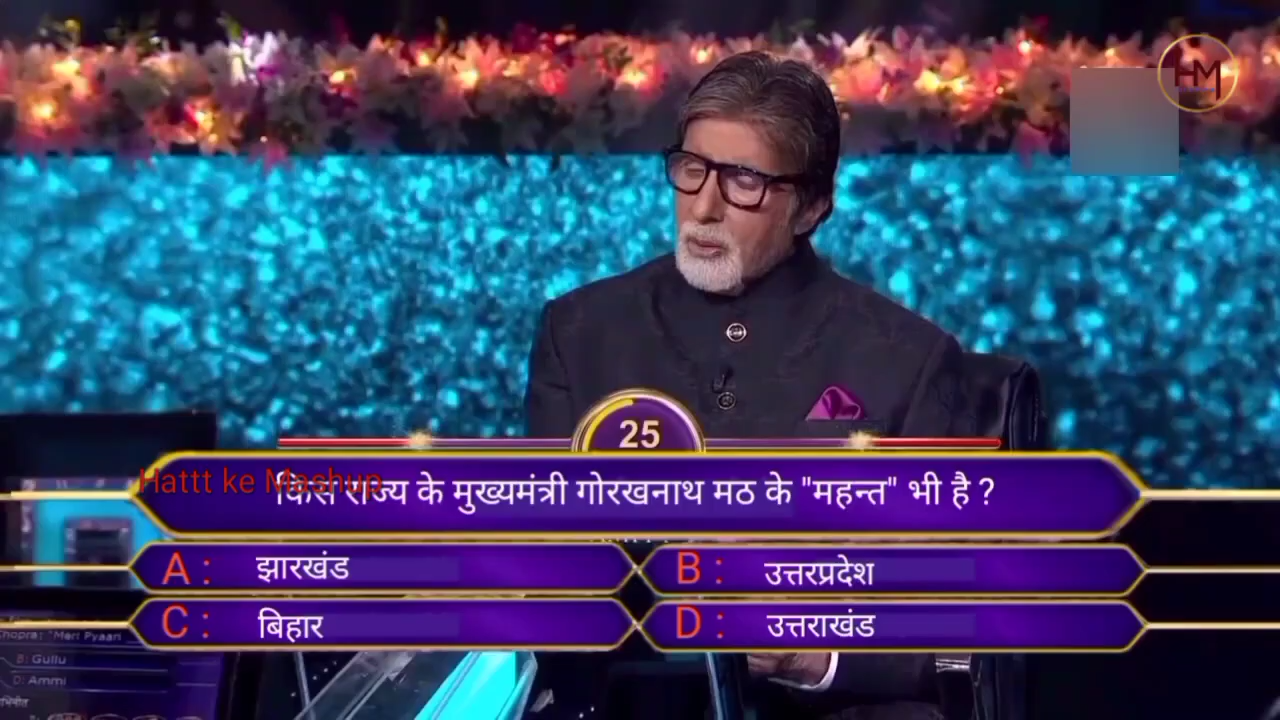 HM
25
Hattt ke Mashup
किस राज्य के मुख्यमंत्री गोरखनाथ मठ के "महन्त" भी है ?
A : झारखंड
B : उत्तरप्रदेश
C : बिहार
D : उत्तराखंड
Chopra: "Meri Pyaari
B: Gullu
D: Ammi